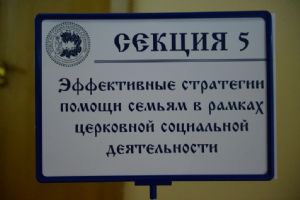 СЕКЦИЯ 5
Эффективные стратегии
помощи семьям в рамках
церковной социальной
деятельности